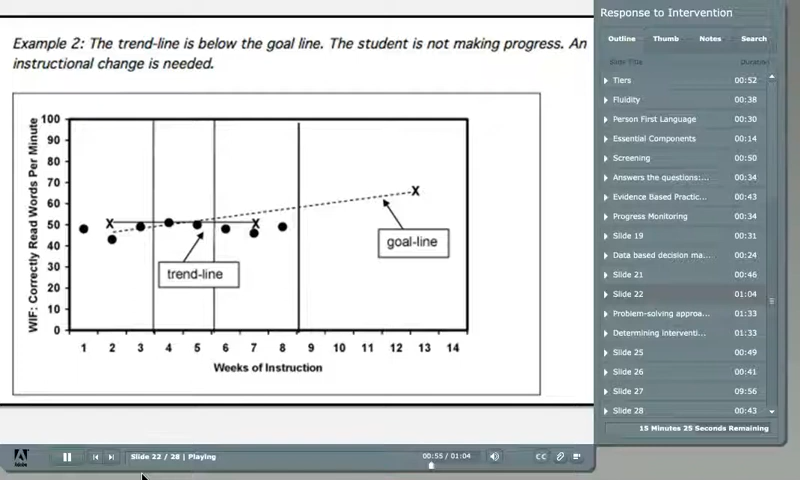 Example 2: The trend-line is below the goal line. The student is not making progress. An
instructional change is needed.
WIF: Correctly Read Words Per Minute
100
90
80
70
60
50
40
30
20
10
0
X
X
X
trend-line
goal-line
1 2 3 4 5 6 7 8 9 10 11 12 13 14
Weeks of Instruction
Slide 22 / 28 | Playing
00:55 / 01:04
CC
Response to Intervention
Outline Thumb Notes Search
Slide Title Duration
Tiers 00:52
Fluidity 00:38
Person First Language 00:30
Essential Components 00:14
Screening 00:50
Answers the questions:... 00:34
Evidence Based Practic... 00:43
Progress Monitoring 00:34
Slide 19 00:31
Data based decision ma... 00:24
Slide 21 00:46
Slide 22 01:04
Problem-solving approa... 01:33
Determining interventi... 01:33
Slide 25 00:49
Slide 26 00:41
Slide 27 09:56
Slide 28 00:43
15 Minutes 25 Seconds Remaining